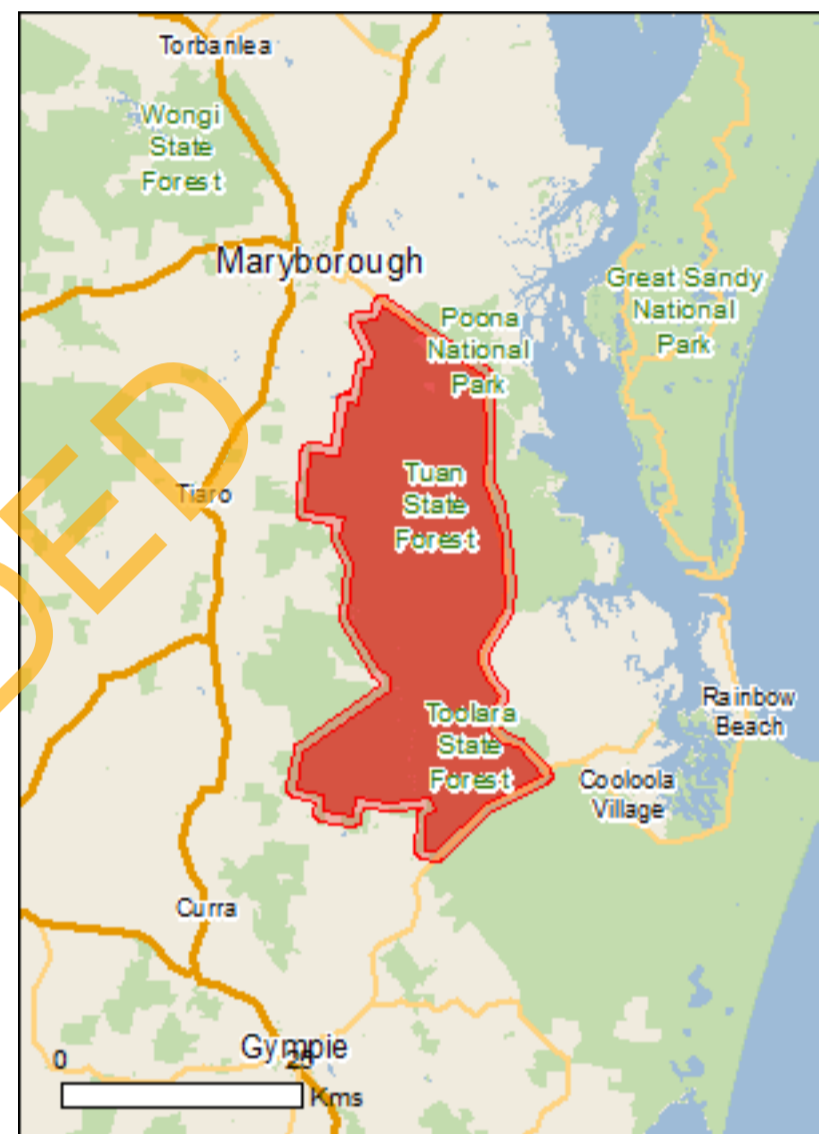 Torbanlea
Wongi
State
Forest
Maryborough
Great Sandy
National
Park
Poona
National
Park
Tiaro
Tuan
State
Forest
Rainbow
Beach
Toolara
State
Forest
Cooloola
Village
Curra
Gympie
0 25
Kms
DED